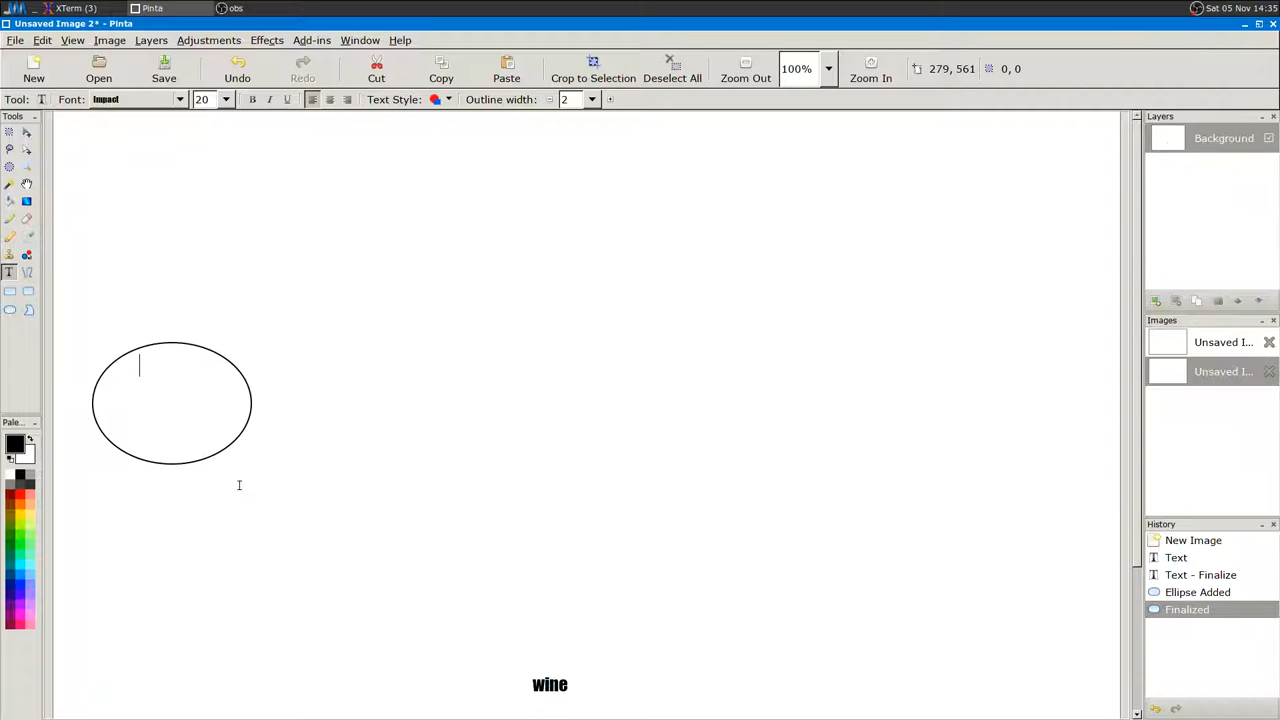 XTerm (3)
Pinta
obs
Sat 05 Nov 14:35
Unsaved Image 2* - Pinta
File Edit View Image Layers Adjustments Effects Add-ins Window Help
New Open Save Undo Redo Cut Copy Paste Crop to Selection Deselect All Zoom Out 100% Zoom In 279, 561 0, 0
Tool: T Font: Impact 20 B I U Text Style: Outline width: 2
Tools
Layers
Background
Images
Unsaved I...
Unsaved I...
Pale...
History
New Image
Text
Text - Finalize
Ellipse Added
Finalized
wine